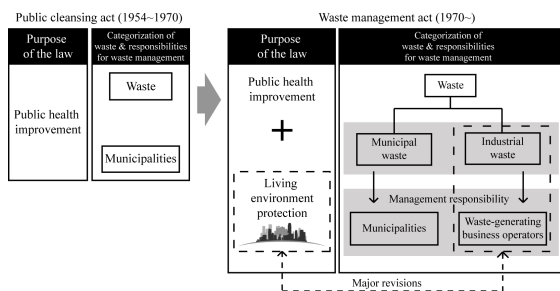 Public cleansing act (1954~1970)
Purpose
of the law
Categorization of
waste & responsibilities
for waste management
Public health
improvement
Waste
Municipalities
Waste management act (1970~)
Purpose
of the law
Categorization of
waste & responsibilities
for waste management
Public health
improvement
+
Living
environment
protection
Waste
Municipal
waste
Industrial
waste
Management responsibility
Municipalities
Waste-generating
business operators
Major revisions